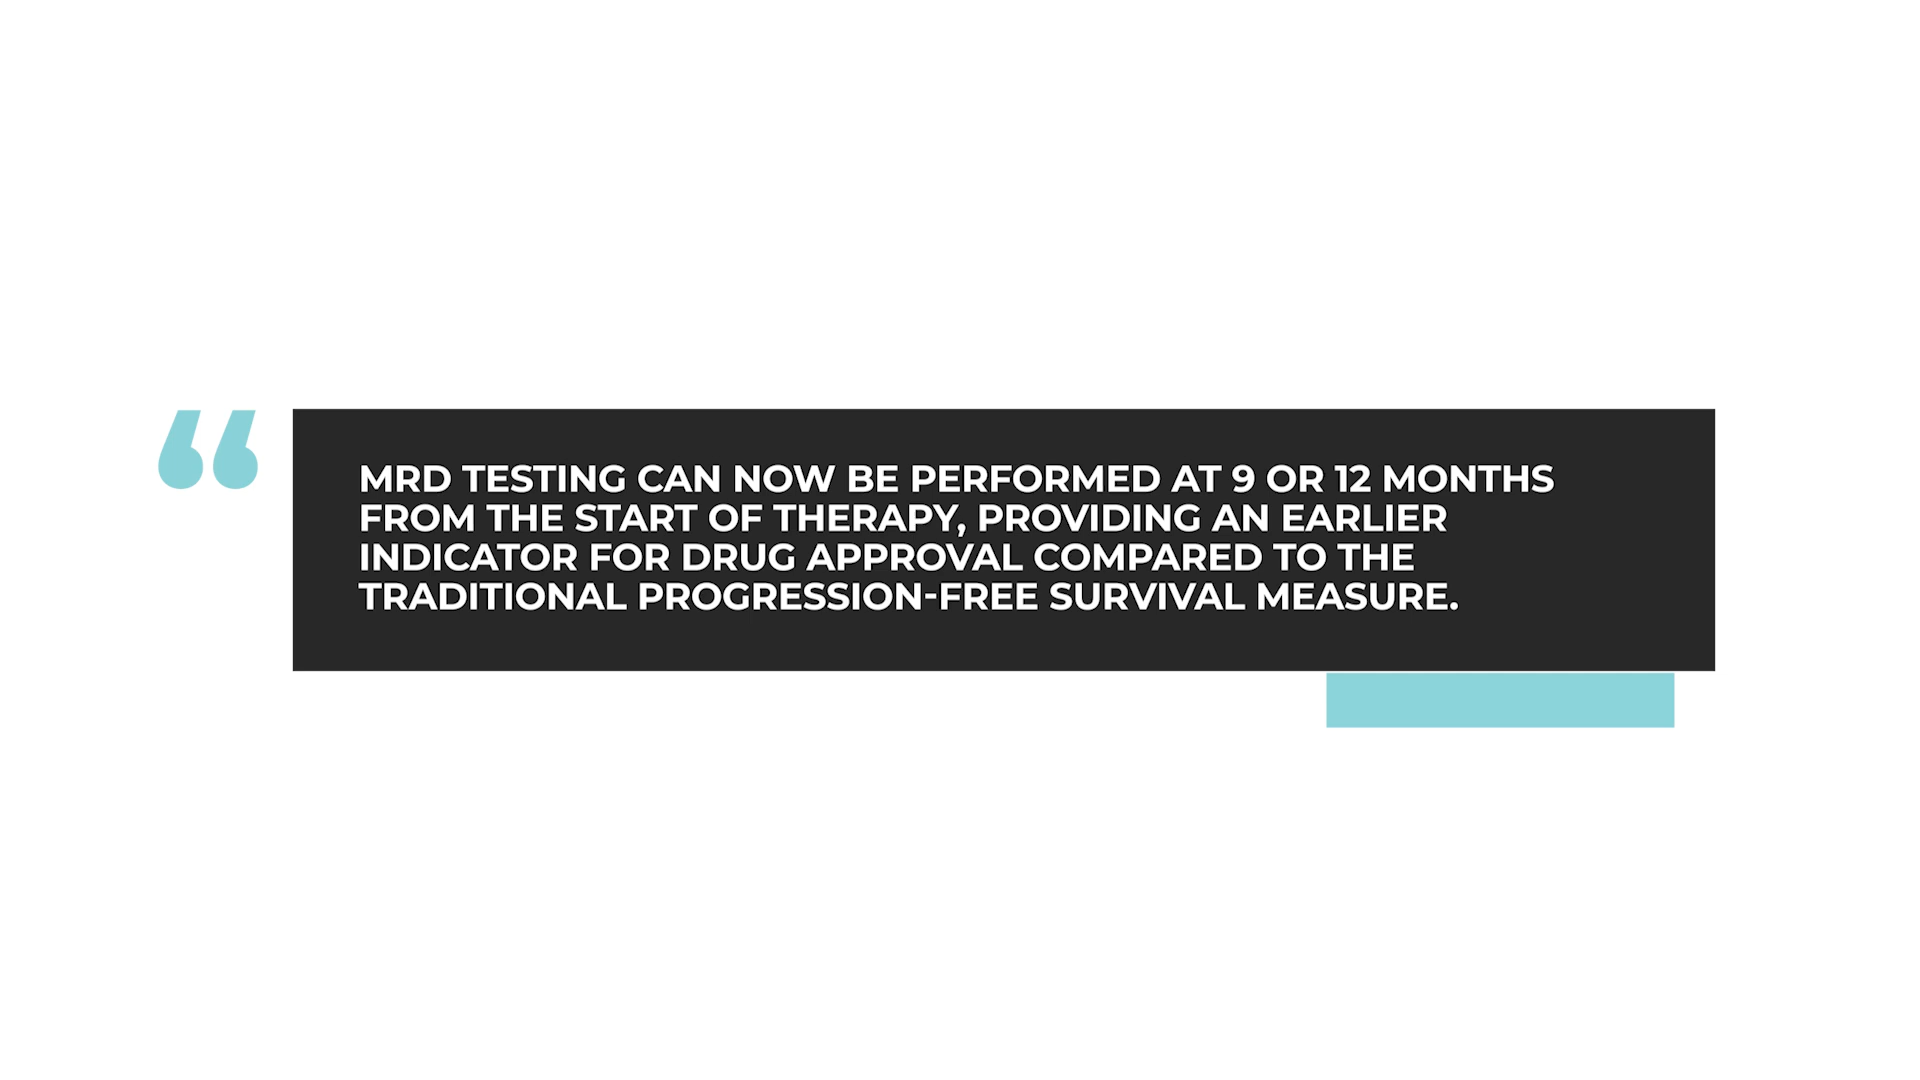 “
MRD TESTING CAN NOW BE PERFORMED AT 9 OR 12 MONTHS
FROM THE START OF THERAPY, PROVIDING AN EARLIER
INDICATOR FOR DRUG APPROVAL COMPARED TO THE
TRADITIONAL PROGRESSION-FREE SURVIVAL MEASURE.